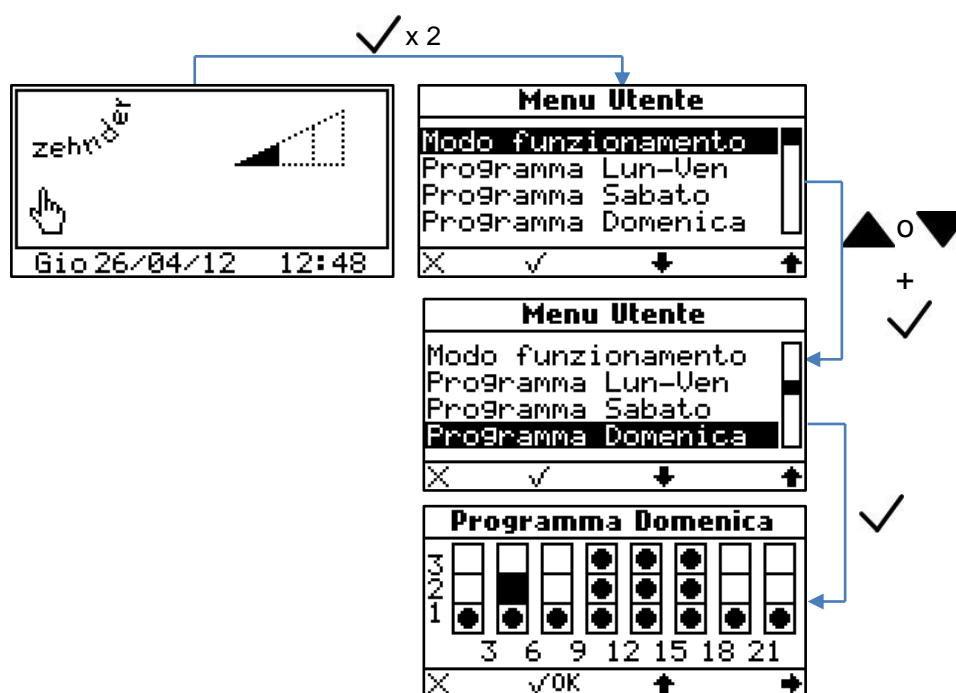 x 2
zehnder
Gio 26/04/12 12:48
Menu Utente
Modo funzionamento
Programma Lun-Ven
Programma Sabato
Programma Domenica
o
+
Menu Utente
Modo funzionamento
Programma Lun-Ven
Programma Sabato
Programma Domenica
Programma Domenica
3
2
1
3 6 9 12 15 18 21
OK